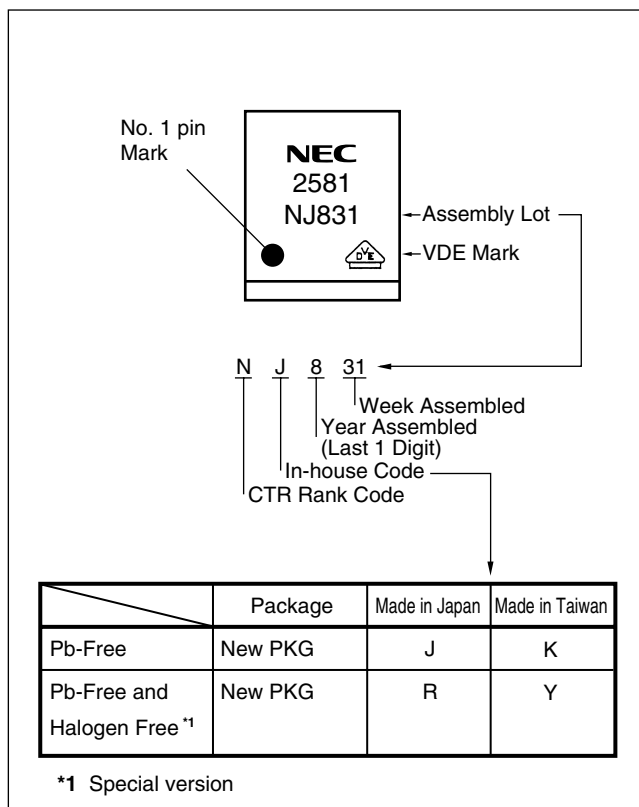 No. 1 pin
Mark
NEC
2581
NJ831
Assembly Lot
VDE Mark
DVE
N J 8 31
Week Assembled
Year Assembled
(Last 1 Digit)
In-house Code
CTR Rank Code
Package Made in Japan Made in Taiwan
Pb-Free New PKG J K
Pb-Free and New PKG R Y
Halogen Free *1
*1 Special version